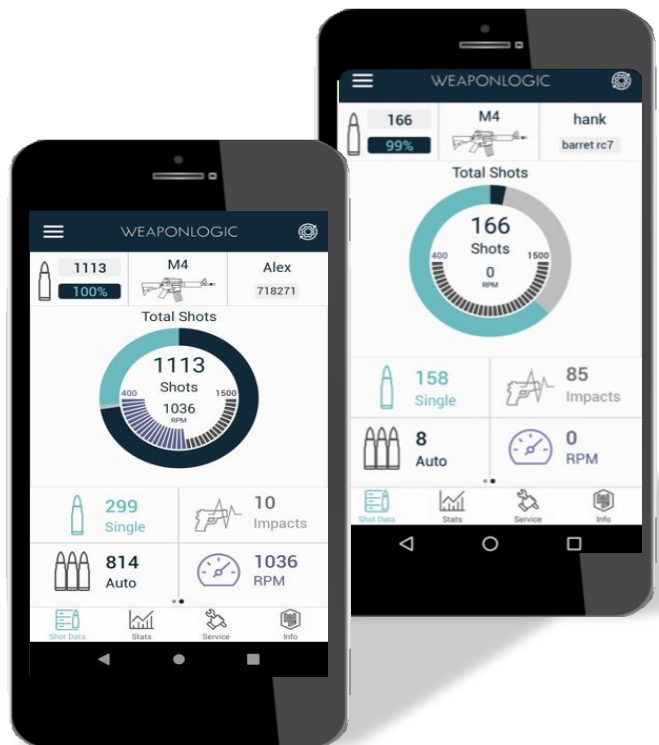 WEAPONLOGIC
1113
100%
M4
Alex
718271
Total Shots
1113
Shots
400
1500
1036
RPM
299
Single
10
Impacts
814
Auto
1036
RPM
Shot Data
Stats
Service
Info
WEAPONLOGIC
166
99%
M4
hank
barret rc7
Total Shots
166
Shots
400
1500
0
RPM
158
Single
85
Impacts
8
Auto
0
RPM
Shot Data
Stats
Service
Info